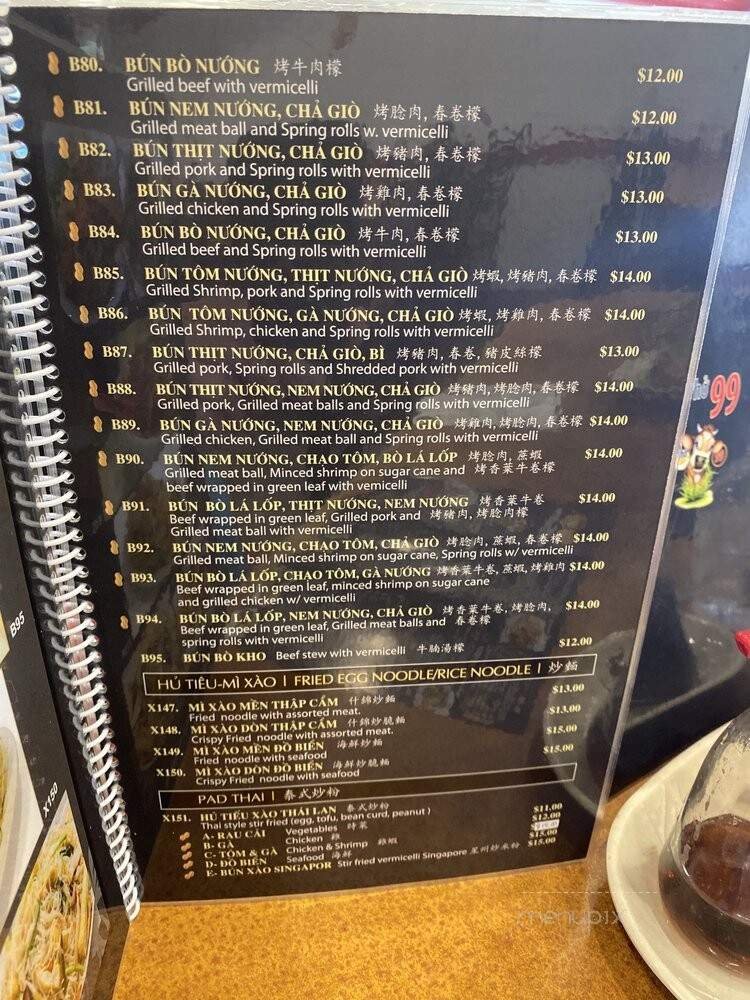 B80. BÚN BÒ NƯỚNG 烤牛肉檬 $12.00
Grilled beef with vermicelli
B81. BÚN NEM NƯỚNG, CHẢ GIÒ 烤肣肉, 春卷檬 $12.00
Grilled meat ball and Spring rolls w. vermicelli
B82. BÚN THỊT NƯỚNG, CHẢ GIÒ 烤豬肉, 春卷檬 $13.00
Grilled pork and Spring rolls with vermicelli
B83. BÚN GÀ NƯỚNG, CHẢ GIÒ 烤雞肉, 春卷檬 $13.00
Grilled chicken and Spring rolls with vermicelli
B84. BÚN BÒ NƯỚNG, CHẢ GIÒ 烤牛肉, 春卷檬 $13.00
Grilled beef and Spring rolls with vermicelli
B85. BÚN TÔM NƯỚNG, THỊT NƯỚNG, CHẢ GIÒ 烤蝦, 烤豬肉, 春卷檬 $14.00
Grilled Shrimp, pork and Spring rolls with vermicelli
B86. BÚN TÔM NƯỚNG, GÀ NƯỚNG, CHẢ GIÒ 烤蝦, 烤雞肉, 春卷檬 $14.00
Grilled Shrimp, chicken and Spring rolls with vermicelli
B87. BÚN THỊT NƯỚNG, CHẢ GIÒ, BÌ 烤豬肉, 春卷, 豬皮絲檬 $13.00
Grilled pork, Spring rolls and Shredded pork with vermicelli
B88. BÚN THỊT NƯỚNG, NEM NƯỚNG, CHẢ GIÒ 烤豬肉, 烤肣肉, 春卷檬 $14.00
Grilled pork, Grilled meat balls and Spring rolls with vermicelli
B89. BÚN GÀ NƯỚNG, NEM NƯỚNG, CHẢ GIÒ 烤雞肉, 烤肣肉, 春卷檬 $14.00
Grilled chicken, Grilled meat ball and Spring rolls with vermicelli
B90. BÚN NEM NƯỚNG, CHẠO TÔM, BÒ LÁ LỐP 烤肣肉, 蔗蝦 $14.00
Grilled meat ball, Minced shrimp on sugar cane and 烤香葉牛卷檬
beef wrapped in green leaf with vemicelli
B91. BÚN BÒ LÁ LỐP, THỊT NƯỚNG, NEM NƯỚNG 烤香葉牛卷 $14.00
Beef wrapped in green leaf, Grilled pork and 烤豬肉, 烤肣肉檬
Grilled meat ball with vermicelli
B92. BÚN NEM NƯỚNG, CHẠO TÔM, CHẢ GIÒ 烤肣肉, 蔗蝦, 春卷檬 $14.00
Grilled meat ball, Minced shrimp on sugar cane, Spring rolls w/ vermicelli
B93. BÚN BÒ LÁ LỐP, CHẠO TÔM, GÀ NƯỚNG 烤香葉牛卷, 蔗蝦, 烤雞肉 $14.00
Beef wrapped in green leaf, minced shrimp on sugar cane
and grilled chicken w/ vermicelli
B94. BÚN BÒ LÁ LỐP, NEM NƯỚNG, CHẢ GIÒ 烤香葉牛卷, 烤肣肉, $14.00
Beef wrapped in green leaf, Grilled meat balls and 春卷檬
spring rolls with vermicelli
B95. BÚN BÒ KHO Beef stew with vermicelli 牛腩湯檬 $12.00
HỦ TIẾU-MÌ XÀO | FRIED EGG NOODLE/RICE NOODLE | 炒麵
X147. MÌ XÀO MỀN THẬP CẨM 什錦炒麵 $13.00
Fried noodle with assorted meat.
X148. MÌ XÀO DÒN THẬP CẨM 什錦炒脆麵 $13.00
Crispy Fried noodle with assorted meat.
X149. MÌ XÀO MỀN ĐỒ BIỂN 海鮮炒麵 $15.00
Fried noodle with seafood
X150. MÌ XÀO DÒN ĐỒ BIỂN 海鮮炒脆麵 $15.00
Crispy Fried noodle with seafood
PAD THAI | 泰式炒粉
X151. HỦ TIẾU XÀO THÁI LAN 泰式炒粉
Thai style stir fried (egg, tofu, bean curd, peanut )
A- RAU CẢI Vegetables 時菜 $11.00
B- GÀ Chicken 雞 $12.00
C- TÔM & GÀ Chicken & Shrimp 雞蝦
D- ĐỒ BIỂN Seafood 海鮮 $15.00
E- BÚN XÀO SINGAPOR Stir fried vermicelli Singapore 星州炒米粉 $15.00
99
B95
X150
menupix